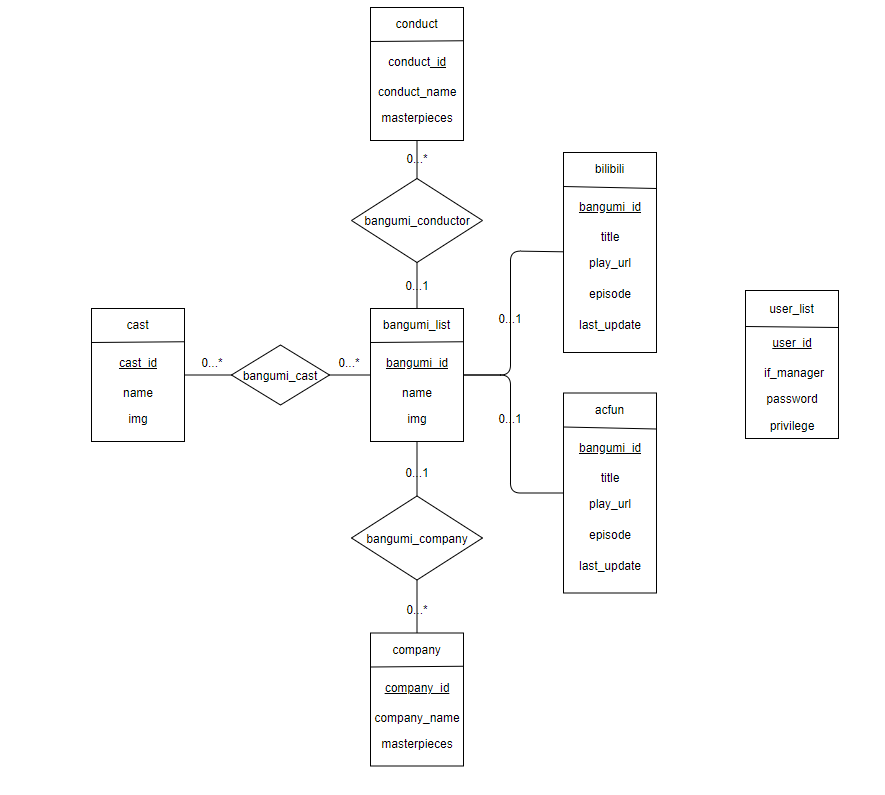 conduct
conduct_id
conduct_name
masterpieces
0...*
bangumi_conductor
0...1
bilibili
bangumi_id
title
play_url
episode
last_update
0...1
cast
cast_id
name
img
0...*
bangumi_cast
0...*
bangumi_list
bangumi_id
name
img
user_list
user_id
if_manager
password
privilege
0...1
acfun
bangumi_id
title
play_url
episode
last_update
0...1
bangumi_company
0...*
company
company_id
company_name
masterpieces